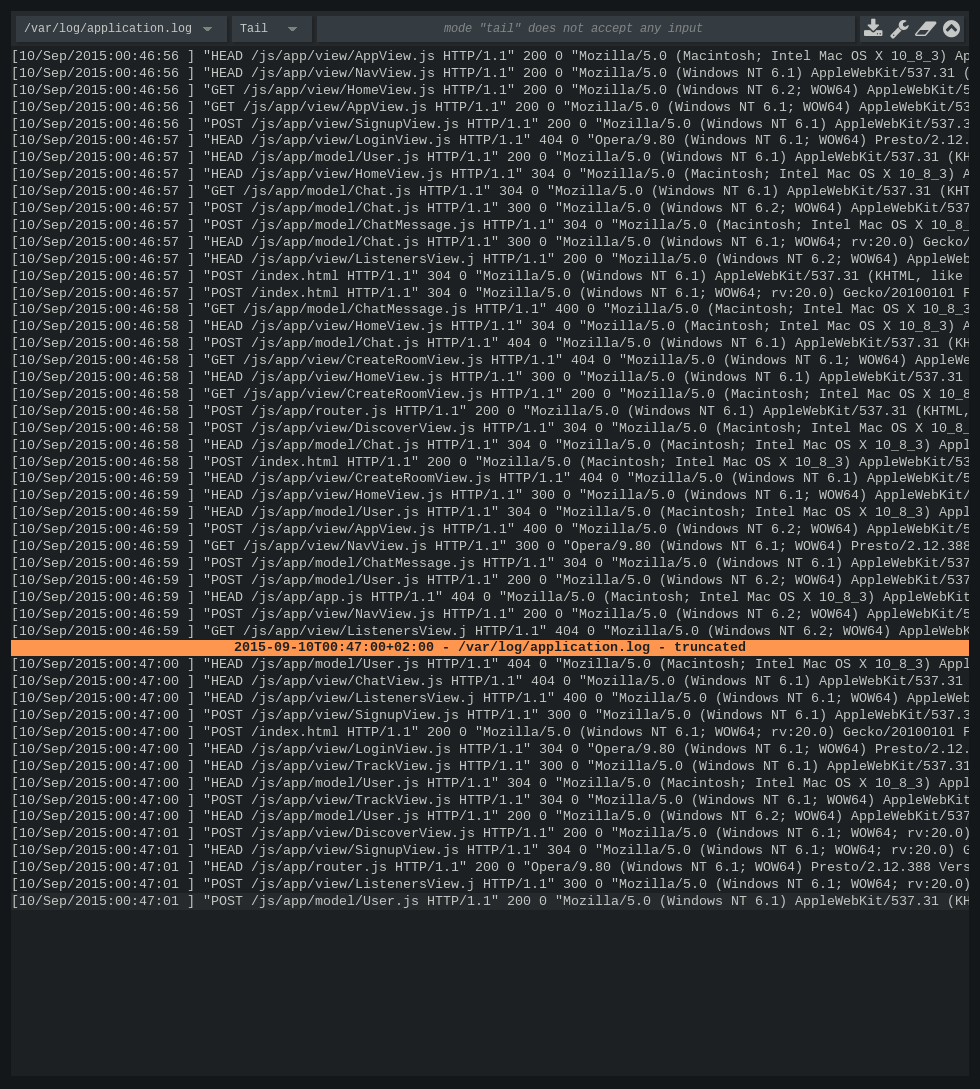 /var/log/application.log Tail mode "tail" does not accept any input
[10/Sep/2015:00:46:56 ] "HEAD /js/app/view/AppView.js HTTP/1.1" 200 0 "Mozilla/5.0 (Macintosh; Intel Mac OS X 10_8_3) Ap
[10/Sep/2015:00:46:56 ] "HEAD /js/app/view/NavView.js HTTP/1.1" 200 0 "Mozilla/5.0 (Windows NT 6.1) AppleWebKit/537.31 (
[10/Sep/2015:00:46:56 ] "GET /js/app/view/HomeView.js HTTP/1.1" 200 0 "Mozilla/5.0 (Windows NT 6.2; WOW64) AppleWebKit/5
[10/Sep/2015:00:46:56 ] "GET /js/app/view/AppView.js HTTP/1.1" 200 0 "Mozilla/5.0 (Windows NT 6.1; WOW64) AppleWebKit/53
[10/Sep/2015:00:46:56 ] "POST /js/app/view/SignupView.js HTTP/1.1" 200 0 "Mozilla/5.0 (Windows NT 6.1) AppleWebKit/537.3
[10/Sep/2015:00:46:57 ] "HEAD /js/app/view/LoginView.js HTTP/1.1" 404 0 "Opera/9.80 (Windows NT 6.1; WOW64) Presto/2.12.
[10/Sep/2015:00:46:57 ] "HEAD /js/app/model/User.js HTTP/1.1" 200 0 "Mozilla/5.0 (Windows NT 6.1) AppleWebKit/537.31 (KH
[10/Sep/2015:00:46:57 ] "HEAD /js/app/view/HomeView.js HTTP/1.1" 304 0 "Mozilla/5.0 (Macintosh; Intel Mac OS X 10_8_3) A
[10/Sep/2015:00:46:57 ] "GET /js/app/model/Chat.js HTTP/1.1" 304 0 "Mozilla/5.0 (Windows NT 6.1) AppleWebKit/537.31 (KHT
[10/Sep/2015:00:46:57 ] "POST /js/app/model/Chat.js HTTP/1.1" 300 0 "Mozilla/5.0 (Windows NT 6.2; WOW64) AppleWebKit/537
[10/Sep/2015:00:46:57 ] "POST /js/app/model/ChatMessage.js HTTP/1.1" 304 0 "Mozilla/5.0 (Macintosh; Intel Mac OS X 10_8_
[10/Sep/2015:00:46:57 ] "HEAD /js/app/model/Chat.js HTTP/1.1" 300 0 "Mozilla/5.0 (Windows NT 6.1; WOW64; rv:20.0) Gecko/
[10/Sep/2015:00:46:57 ] "HEAD /js/app/view/ListenersView.j HTTP/1.1" 200 0 "Mozilla/5.0 (Windows NT 6.2; WOW64) AppleWeb
[10/Sep/2015:00:46:57 ] "POST /index.html HTTP/1.1" 304 0 "Mozilla/5.0 (Windows NT 6.1) AppleWebKit/537.31 (KHTML, like
[10/Sep/2015:00:46:57 ] "POST /index.html HTTP/1.1" 304 0 "Mozilla/5.0 (Windows NT 6.1; WOW64; rv:20.0) Gecko/20100101 F
[10/Sep/2015:00:46:58 ] "GET /js/app/model/ChatMessage.js HTTP/1.1" 400 0 "Mozilla/5.0 (Macintosh; Intel Mac OS X 10_8_3
[10/Sep/2015:00:46:58 ] "HEAD /js/app/view/HomeView.js HTTP/1.1" 304 0 "Mozilla/5.0 (Macintosh; Intel Mac OS X 10_8_3) A
[10/Sep/2015:00:46:58 ] "POST /js/app/model/Chat.js HTTP/1.1" 404 0 "Mozilla/5.0 (Windows NT 6.1) AppleWebKit/537.31 (KH
[10/Sep/2015:00:46:58 ] "GET /js/app/view/CreateRoomView.js HTTP/1.1" 404 0 "Mozilla/5.0 (Windows NT 6.1; WOW64) AppleWe
[10/Sep/2015:00:46:58 ] "HEAD /js/app/view/HomeView.js HTTP/1.1" 300 0 "Mozilla/5.0 (Windows NT 6.1) AppleWebKit/537.31
[10/Sep/2015:00:46:58 ] "GET /js/app/view/CreateRoomView.js HTTP/1.1" 200 0 "Mozilla/5.0 (Macintosh; Intel Mac OS X 10_8
[10/Sep/2015:00:46:58 ] "POST /js/app/router.js HTTP/1.1" 200 0 "Mozilla/5.0 (Windows NT 6.1) AppleWebKit/537.31 (KHTML,
[10/Sep/2015:00:46:58 ] "POST /js/app/view/DiscoverView.js HTTP/1.1" 304 0 "Mozilla/5.0 (Macintosh; Intel Mac OS X 10_8_
[10/Sep/2015:00:46:58 ] "HEAD /js/app/model/Chat.js HTTP/1.1" 304 0 "Mozilla/5.0 (Macintosh; Intel Mac OS X 10_8_3) Appl
[10/Sep/2015:00:46:58 ] "POST /index.html HTTP/1.1" 200 0 "Mozilla/5.0 (Macintosh; Intel Mac OS X 10_8_3) AppleWebKit/53
[10/Sep/2015:00:46:59 ] "HEAD /js/app/view/CreateRoomView.js HTTP/1.1" 404 0 "Mozilla/5.0 (Windows NT 6.1) AppleWebKit/5
[10/Sep/2015:00:46:59 ] "HEAD /js/app/view/HomeView.js HTTP/1.1" 300 0 "Mozilla/5.0 (Windows NT 6.1; WOW64) AppleWebKit/
[10/Sep/2015:00:46:59 ] "HEAD /js/app/model/User.js HTTP/1.1" 304 0 "Mozilla/5.0 (Macintosh; Intel Mac OS X 10_8_3) Appl
[10/Sep/2015:00:46:59 ] "POST /js/app/view/AppView.js HTTP/1.1" 400 0 "Mozilla/5.0 (Windows NT 6.2; WOW64) AppleWebKit/5
[10/Sep/2015:00:46:59 ] "GET /js/app/view/NavView.js HTTP/1.1" 300 0 "Opera/9.80 (Windows NT 6.1; WOW64) Presto/2.12.388
[10/Sep/2015:00:46:59 ] "POST /js/app/model/ChatMessage.js HTTP/1.1" 304 0 "Mozilla/5.0 (Windows NT 6.1) AppleWebKit/537
[10/Sep/2015:00:46:59 ] "POST /js/app/model/User.js HTTP/1.1" 200 0 "Mozilla/5.0 (Windows NT 6.2; WOW64) AppleWebKit/537
[10/Sep/2015:00:46:59 ] "HEAD /js/app/app.js HTTP/1.1" 404 0 "Mozilla/5.0 (Macintosh; Intel Mac OS X 10_8_3) AppleWebKit
[10/Sep/2015:00:46:59 ] "POST /js/app/view/NavView.js HTTP/1.1" 200 0 "Mozilla/5.0 (Windows NT 6.2; WOW64) AppleWebKit/5
[10/Sep/2015:00:46:59 ] "GET /js/app/view/ListenersView.j HTTP/1.1" 404 0 "Mozilla/5.0 (Windows NT 6.2; WOW64) AppleWebK
2015-09-10T00:47:00+02:00 - /var/log/application.log - truncated
[10/Sep/2015:00:47:00 ] "HEAD /js/app/model/User.js HTTP/1.1" 404 0 "Mozilla/5.0 (Macintosh; Intel Mac OS X 10_8_3) Appl
[10/Sep/2015:00:47:00 ] "HEAD /js/app/view/ChatView.js HTTP/1.1" 404 0 "Mozilla/5.0 (Windows NT 6.1) AppleWebKit/537.31
[10/Sep/2015:00:47:00 ] "HEAD /js/app/view/ListenersView.j HTTP/1.1" 400 0 "Mozilla/5.0 (Windows NT 6.1; WOW64) AppleWeb
[10/Sep/2015:00:47:00 ] "POST /js/app/view/SignupView.js HTTP/1.1" 300 0 "Mozilla/5.0 (Windows NT 6.1) AppleWebKit/537.3
[10/Sep/2015:00:47:00 ] "POST /index.html HTTP/1.1" 200 0 "Mozilla/5.0 (Windows NT 6.1; WOW64; rv:20.0) Gecko/20100101 F
[10/Sep/2015:00:47:00 ] "HEAD /js/app/view/LoginView.js HTTP/1.1" 304 0 "Opera/9.80 (Windows NT 6.1; WOW64) Presto/2.12.
[10/Sep/2015:00:47:00 ] "HEAD /js/app/view/TrackView.js HTTP/1.1" 300 0 "Mozilla/5.0 (Windows NT 6.1) AppleWebKit/537.31
[10/Sep/2015:00:47:00 ] "HEAD /js/app/model/User.js HTTP/1.1" 304 0 "Mozilla/5.0 (Macintosh; Intel Mac OS X 10_8_3) Appl
[10/Sep/2015:00:47:00 ] "POST /js/app/view/TrackView.js HTTP/1.1" 304 0 "Mozilla/5.0 (Windows NT 6.1; WOW64) AppleWebKit
[10/Sep/2015:00:47:00 ] "HEAD /js/app/model/User.js HTTP/1.1" 200 0 "Mozilla/5.0 (Windows NT 6.2; WOW64) AppleWebKit/537
[10/Sep/2015:00:47:01 ] "POST /js/app/view/DiscoverView.js HTTP/1.1" 200 0 "Mozilla/5.0 (Windows NT 6.1; WOW64; rv:20.0)
[10/Sep/2015:00:47:01 ] "HEAD /js/app/view/SignupView.js HTTP/1.1" 304 0 "Mozilla/5.0 (Windows NT 6.1; WOW64; rv:20.0) G
[10/Sep/2015:00:47:01 ] "HEAD /js/app/router.js HTTP/1.1" 200 0 "Opera/9.80 (Windows NT 6.1; WOW64) Presto/2.12.388 Vers
[10/Sep/2015:00:47:01 ] "POST /js/app/view/ListenersView.j HTTP/1.1" 300 0 "Mozilla/5.0 (Windows NT 6.1; WOW64; rv:20.0)
[10/Sep/2015:00:47:01 ] "POST /js/app/model/User.js HTTP/1.1" 200 0 "Mozilla/5.0 (Windows NT 6.1) AppleWebKit/537.31 (KH